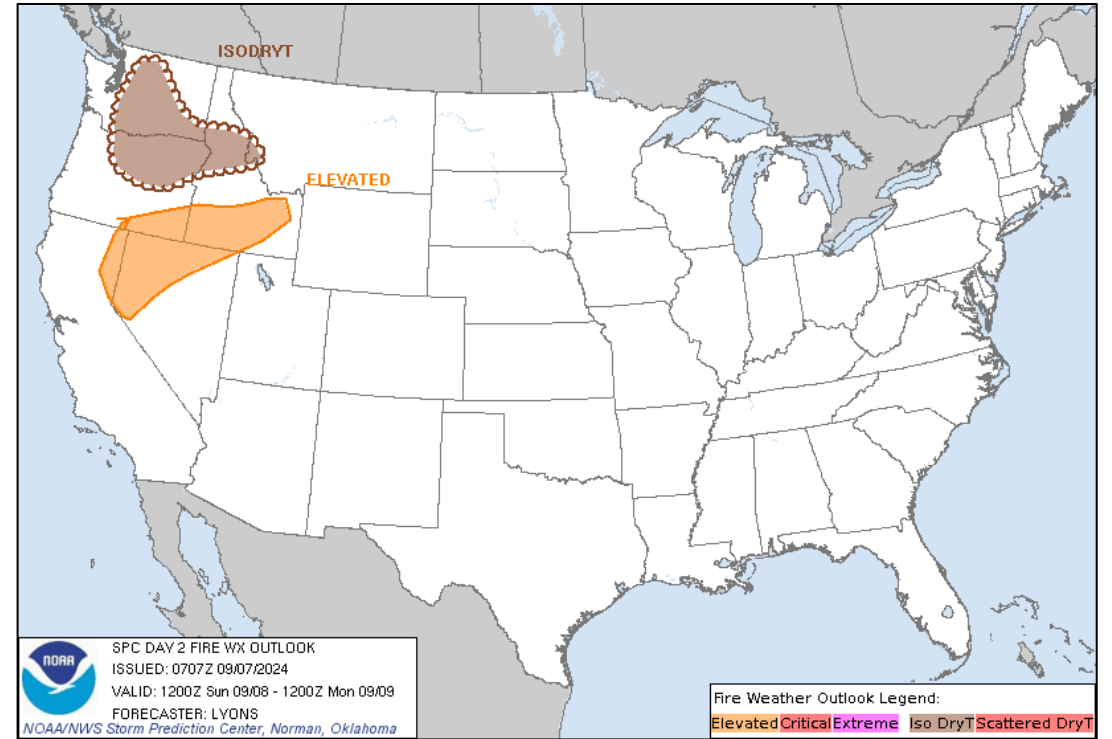 ISODRYT
ELEVATED
NOAA
SPC DAY 2 FIRE WX OUTLOOK
ISSUED: 0707Z 09/07/2024
VALID: 1200Z Sun 09/08 - 1200Z Mon 09/09
FORECASTER: LYONS
NOAA/NWS Storm Prediction Center, Norman, Oklahoma
Fire Weather Outlook Legend:
Elevated Critical Extreme Iso DryT Scattered DryT